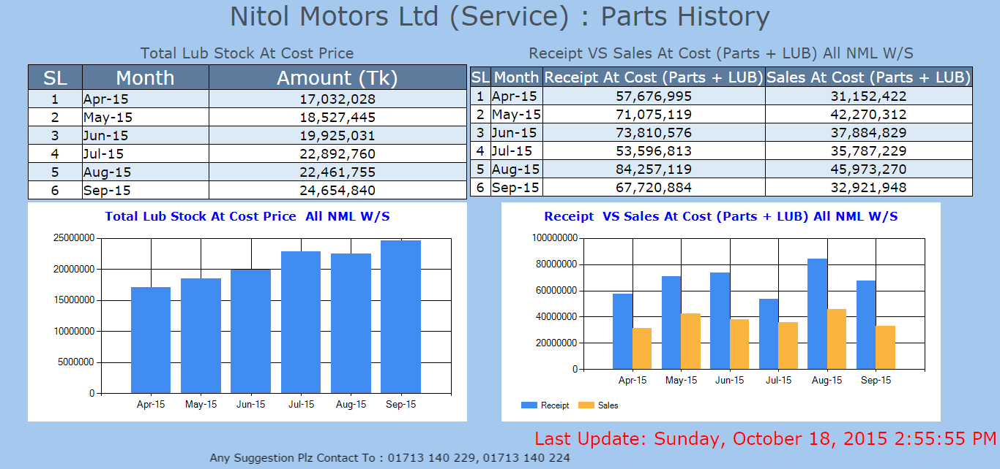 Nitol Motors Ltd (Service) : Parts History
Total Lub Stock At Cost Price
SL Month Amount (Tk)
1 Apr-15 17,032,028
2 May-15 18,527,445
3 Jun-15 19,925,031
4 Jul-15 22,892,760
5 Aug-15 22,461,755
6 Sep-15 24,654,840
Receipt VS Sales At Cost (Parts + LUB) All NML W/S
SL Month Receipt At Cost (Parts + LUB) Sales At Cost (Parts + LUB)
1 Apr-15 57,676,995 31,152,422
2 May-15 71,075,119 42,270,312
3 Jun-15 73,810,576 37,884,829
4 Jul-15 53,596,813 35,787,229
5 Aug-15 84,257,119 45,973,270
6 Sep-15 67,720,884 32,921,948
Total Lub Stock At Cost Price  All NML W/S
25000000
20000000
15000000
10000000
5000000
0
Apr-15 May-15 Jun-15 Jul-15 Aug-15 Sep-15
Receipt  VS Sales At Cost (Parts + LUB) All NML W/S
100000000
80000000
60000000
40000000
20000000
0
Apr-15 May-15 Jun-15 Jul-15 Aug-15 Sep-15
Receipt Sales
Last Update: Sunday, October 18, 2015 2:55:55 PM
Any Suggestion Plz Contact To : 01713 140 229, 01713 140 224